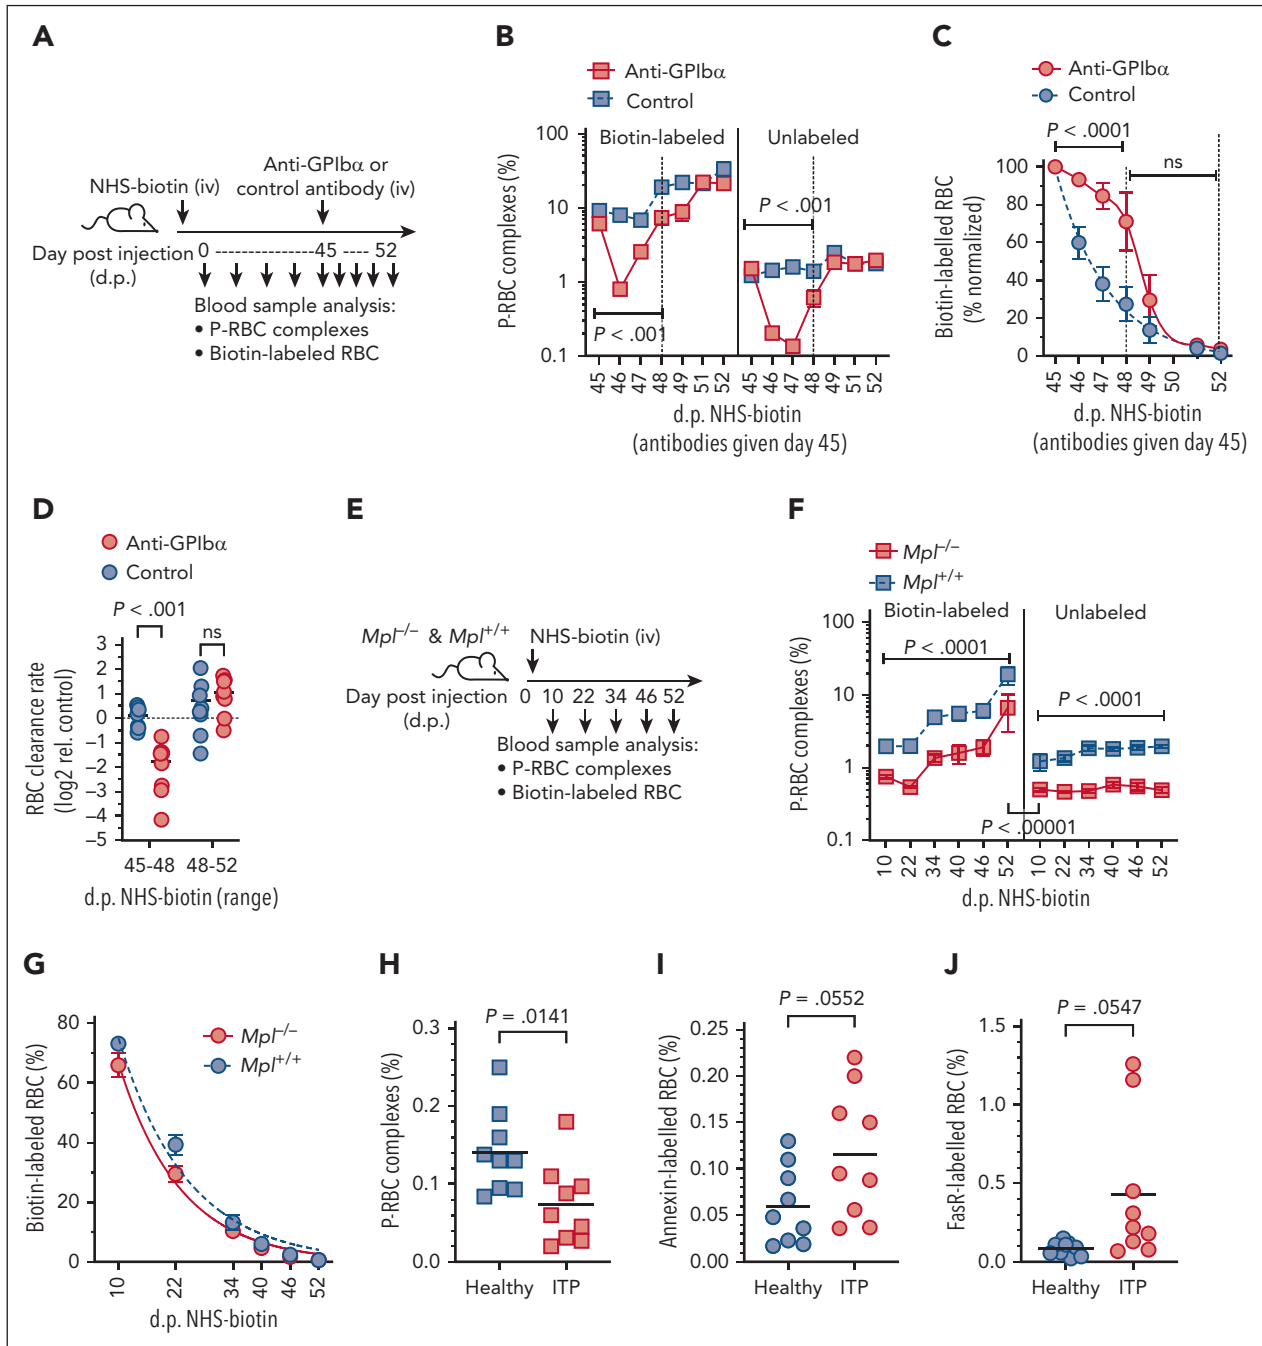 A
NHS-biotin (iv)
Anti-GPIbα or
control antibody (iv)
Day post injection
(d.p.)
0 45 52
Blood sample analysis:
• P-RBC complexes
• Biotin-labeled RBC
B
Anti-GPIbα
Control
P-RBC complexes (%)
100
10
1
0.1
Biotin-labeled
Unlabeled
P < .001
P < .001
45 46 47 48 49 51 52 45 46 47 48 49 51 52
d.p. NHS-biotin
(antibodies given day 45)
C
Anti-GPIbα
Control
P < .0001
ns
Biotin-labelled RBC
(% normalized)
100
80
60
40
20
0
45 46 47 48 49 50 52
d.p. NHS-biotin
(antibodies given day 45)
D
Anti-GPIbα
Control
P < .001
ns
RBC clearance rate
(log2 rel. control)
3
2
1
0
–1
–2
–3
–4
–5
45-48 48-52
d.p. NHS-biotin (range)
E
Mpl–/– & Mpl+/+
NHS-biotin (iv)
Day post injection
(d.p.)
0 10 22 34 46 52
Blood sample analysis:
• P-RBC complexes
• Biotin-labeled RBC
F
Mpl–/–
Mpl+/+
Biotin-labeled
Unlabeled
P-RBC complexes (%)
100
10
1
0.1
P < .0001
P < .0001
P < .00001
10 22 34 40 46 52 10 22 34 40 46 52
d.p. NHS-biotin
G
Mpl–/–
Mpl+/+
Biotin-labeled RBC (%)
80
60
40
20
0
10 22 34 40 46 52
d.p. NHS-biotin
H
P = .0141
P-RBC complexes (%)
0.3
0.2
0.1
0.0
Healthy ITP
I
P = .0552
Annexin-labelled RBC (%)
0.25
0.20
0.15
0.10
0.05
0.00
Healthy ITP
J
P = .0547
FasR-labelled RBC (%)
1.5
1.0
0.5
0.0
Healthy ITP